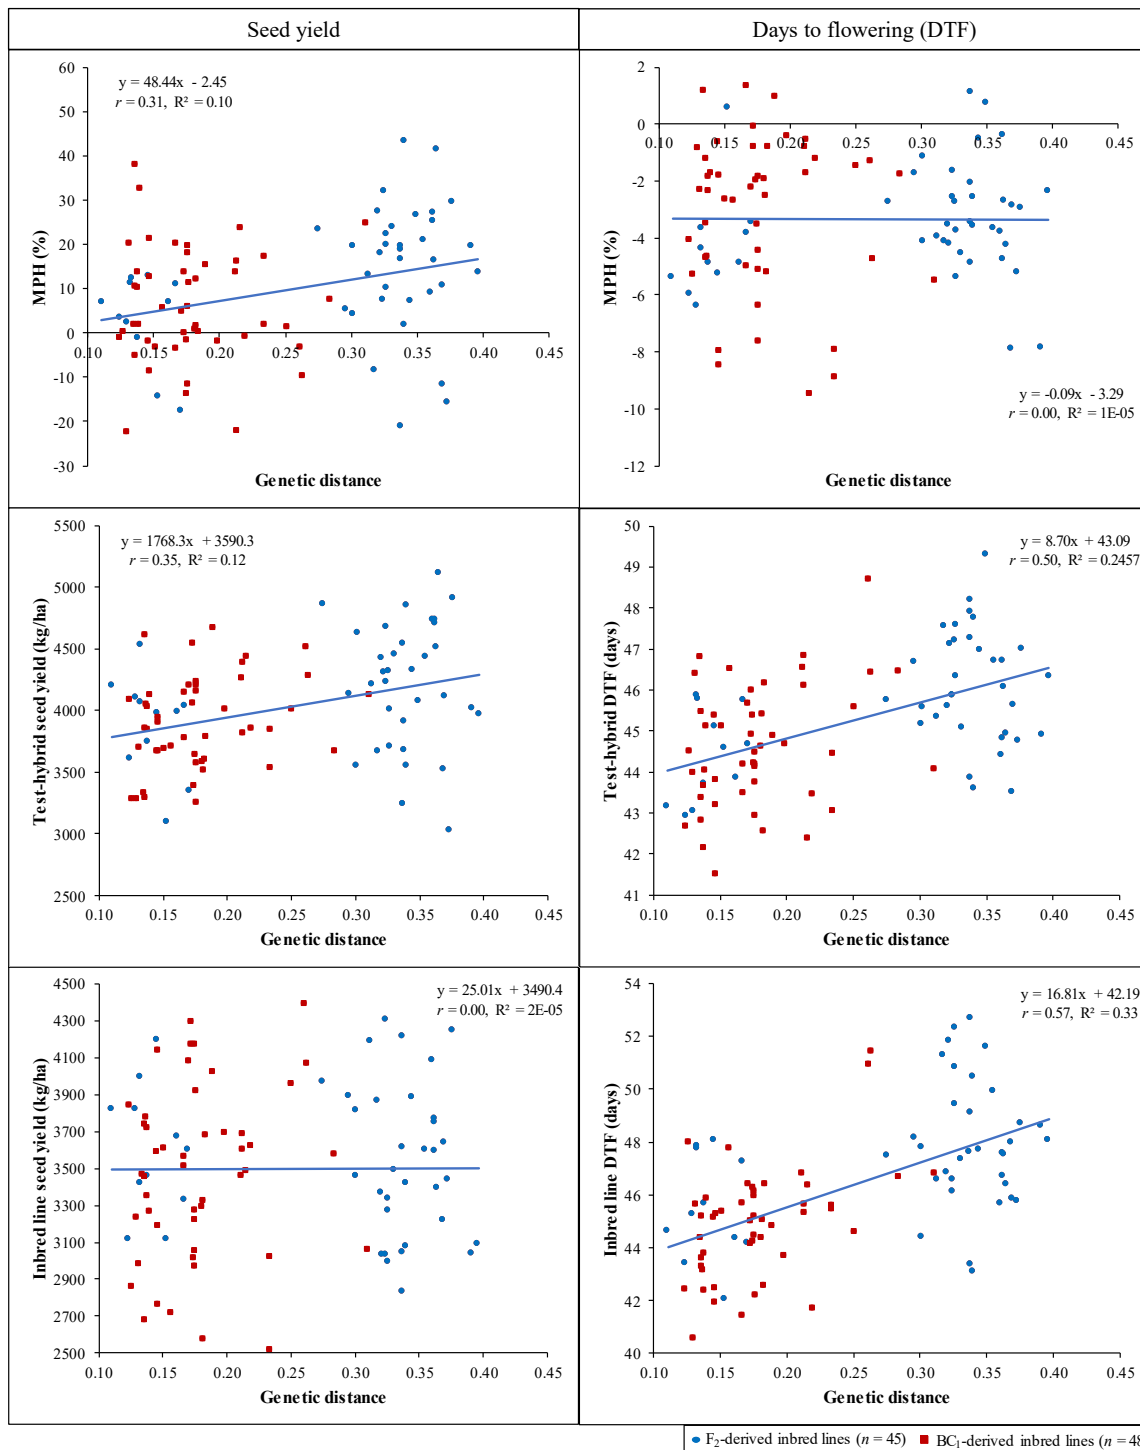 Seed yield
Days to flowering (DTF)
y = 48.44x - 2.45
r = 0.31, R² = 0.10
60
50
40
30
20
10
0
-10
-20
-30
0.10 0.15 0.20 0.25 0.30 0.35 0.40 0.45
MPH (%)
Genetic distance
2
0
-2
-4
-6
-8
-10
-12
0.10 0.15 0.20 0.25 0.30 0.35 0.40 0.45
y = -0.09x - 3.29
r = 0.00, R² = 1E-05
MPH (%)
Genetic distance
y = 1768.3x + 3590.3
r = 0.35, R² = 0.12
5500
5000
4500
4000
3500
3000
2500
0.10 0.15 0.20 0.25 0.30 0.35 0.40 0.45
Test-hybrid seed yield (kg/ha)
Genetic distance
y = 8.70x + 43.09
r = 0.50, R² = 0.2457
50
49
48
47
46
45
44
43
42
41
0.10 0.15 0.20 0.25 0.30 0.35 0.40 0.45
Test-hybrid DTF (days)
Genetic distance
y = 25.01x + 3490.4
r = 0.00, R² = 2E-05
4500
4300
4100
3900
3700
3500
3300
3100
2900
2700
2500
0.10 0.15 0.20 0.25 0.30 0.35 0.40 0.45
Inbred line seed yield (kg/ha)
Genetic distance
y = 16.81x + 42.19
r = 0.57, R² = 0.33
54
52
50
48
46
44
42
40
0.10 0.15 0.20 0.25 0.30 0.35 0.40 0.45
Inbred line DTF (days)
Genetic distance
F₂-derived inbred lines (n = 45) BC₁-derived inbred lines (n = 48